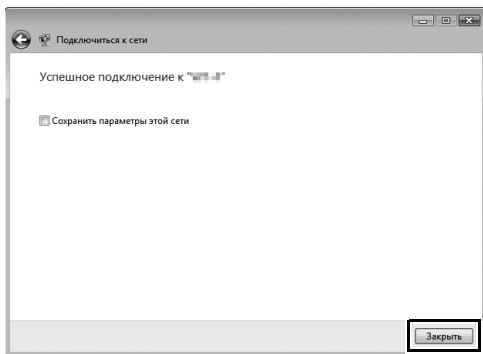 Подключиться к сети
Успешное подключение к "
Сохранить параметры этой сети
Закрыть